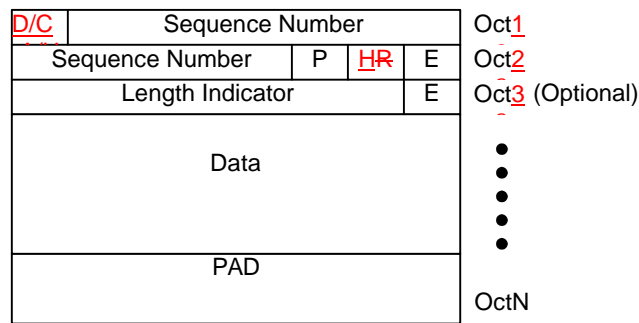 D/C Sequence Number Oct1
Sequence Number P HR E Oct2
Length Indicator E Oct3 (Optional)
Data
PAD
OctN